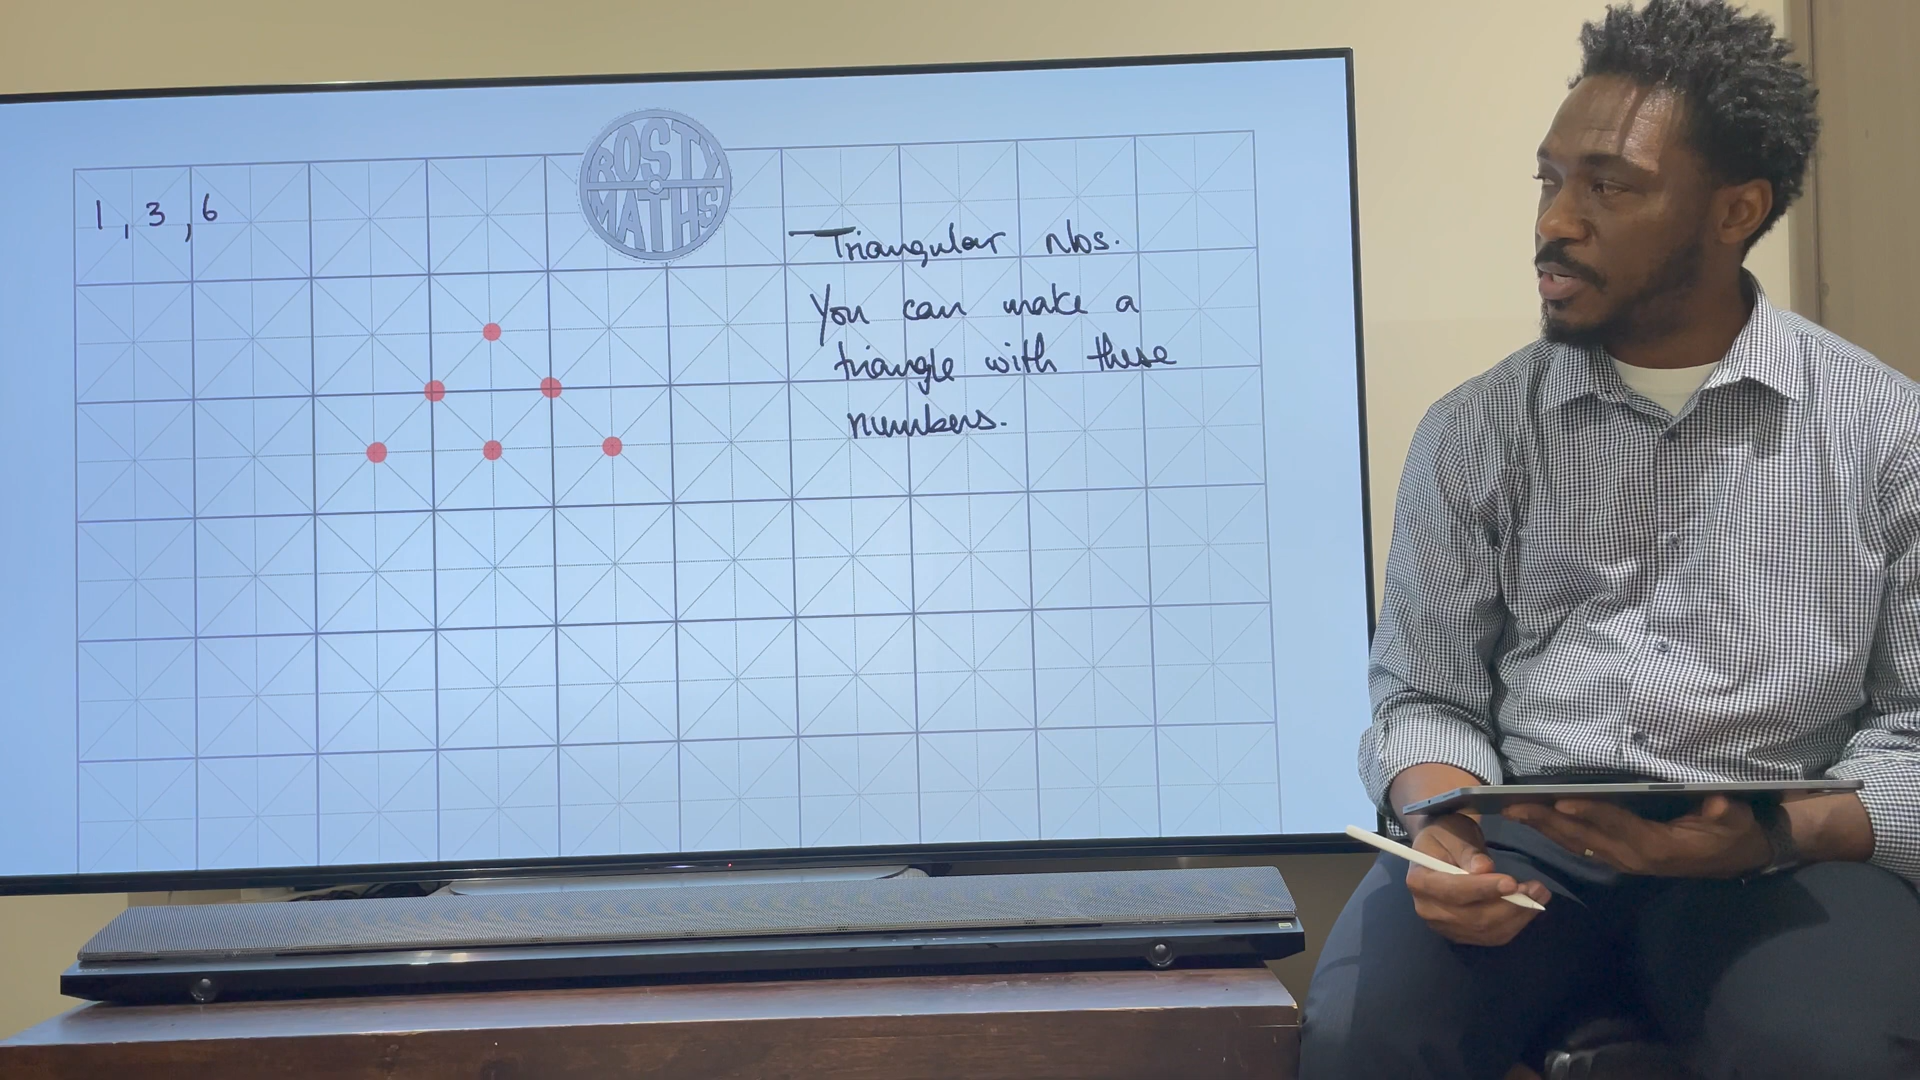 1, 3, 6
ROSTY
MATHS
Triangular nbs.
You can make a
triangle with these
numbers.